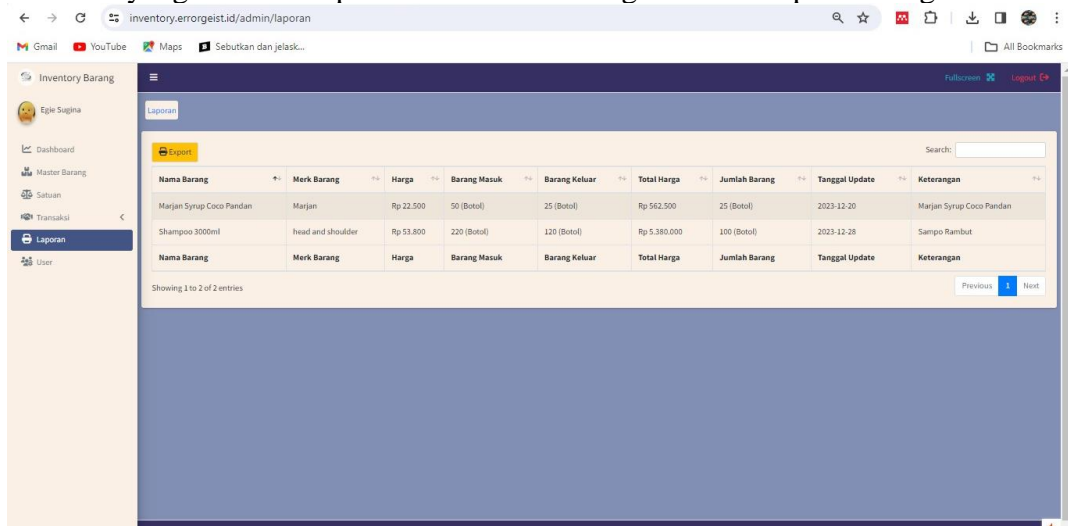 inventory.errorgeist.id/admin/laporan
Gmail YouTube Maps Sebutkan dan jelask... All Bookmarks
Inventory Barang Fullscreen Logout
Egie Sugina Laporan
Dashboard
Master Barang
Satuan
Transaksi
Laporan
User
Export Search:
Nama Barang Merk Barang Harga Barang Masuk Barang Keluar Total Harga Jumlah Barang Tanggal Update Keterangan
Marjan Syrup Coco Pandan Marjan Rp 22.500 50 (Botol) 25 (Botol) Rp 562.500 25 (Botol) 2023-12-20 Marjan Syrup Coco Pandan
Shampoo 3000ml head and shoulder Rp 53.800 220 (Botol) 120 (Botol) Rp 5.380.000 100 (Botol) 2023-12-28 Sampo Rambut
Nama Barang Merk Barang Harga Barang Masuk Barang Keluar Total Harga Jumlah Barang Tanggal Update Keterangan
Showing 1 to 2 of 2 entries Previous 1 Next